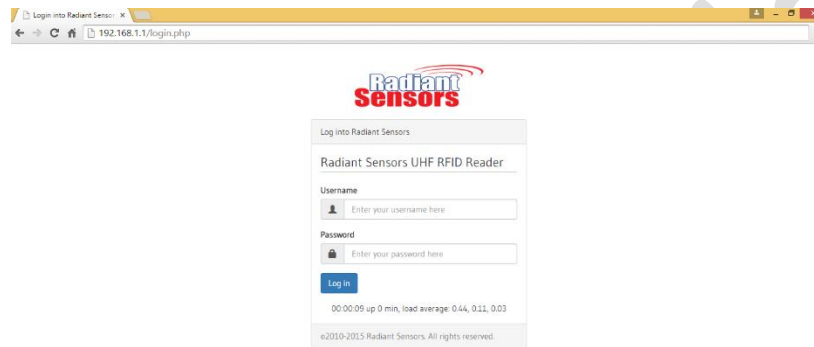 Login into Radiant Sensor
192.168.1.1/login.php
Radiant
Sensors
Log into Radiant Sensors
Radiant Sensors UHF RFID Reader
Username
Enter your username here
Password
Enter your password here
Log in
00:00:09 up 0 min, load average: 0.44, 0.11, 0.03
©2010-2015 Radiant Sensors. All rights reserved.